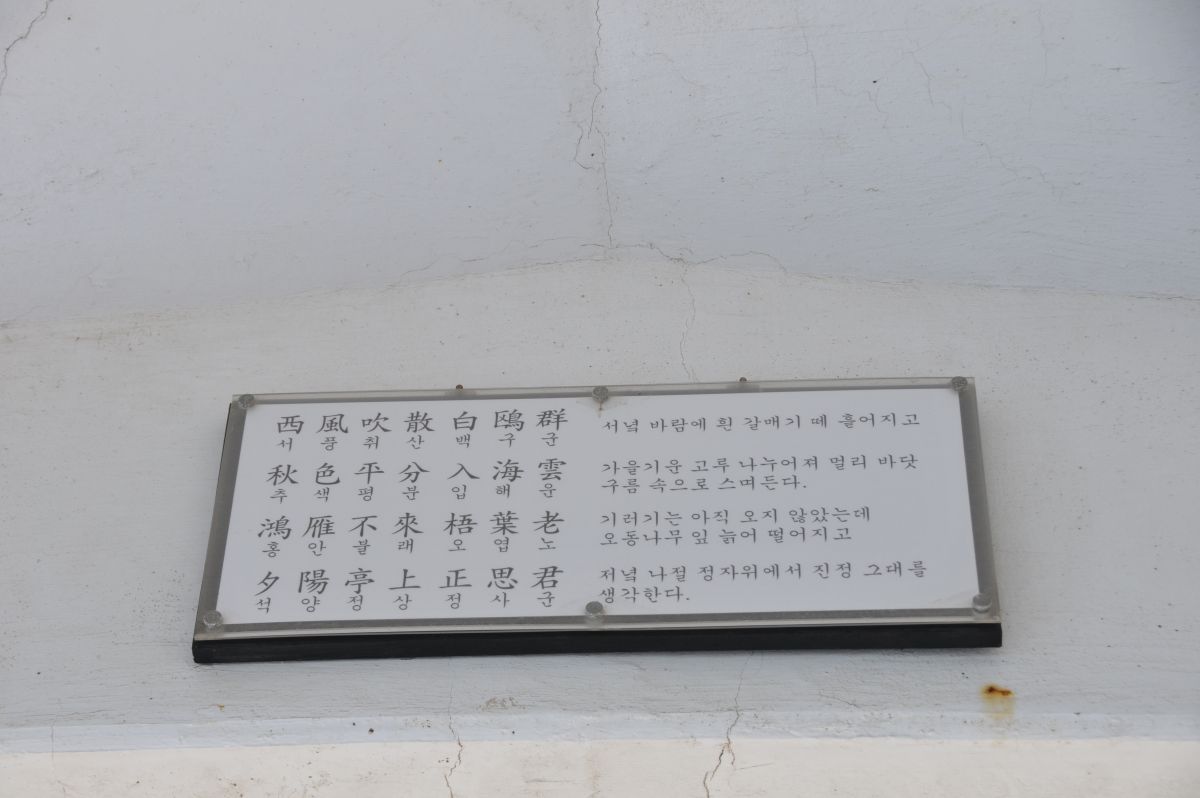 西風吹散白鷗群
서풍취산백구군
秋色平分入海雲
추색평분입해운
鴻雁不來梧葉老
홍안불래오엽노
夕陽亭上正思君
석양정상정사군
서녘 바람에 흰 갈매기 떼 흩어지고
가을기운 고루 나누어져 멀리 바닷
구름 속으로 스며든다.
기러기는 아직 오지 않았는데
오동나무 잎 늙어 떨어지고
저녘 나절 정자위에서 진정 그대를
생각한다.